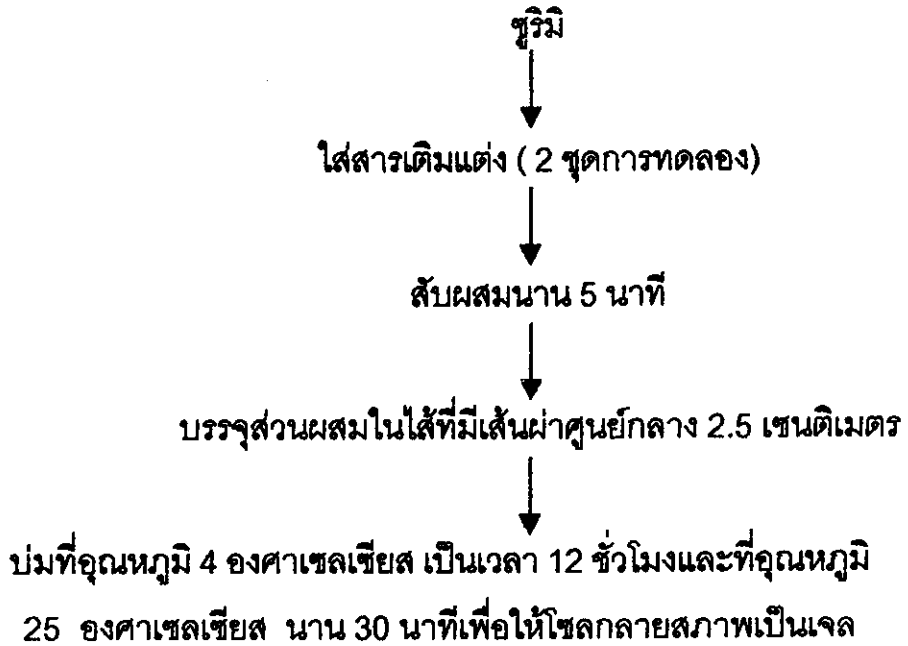 ซูริมิ
ใส่สารเติมแต่ง ( 2 ชุดการทดลอง)
สับผสมนาน 5 นาที
บรรจุส่วนผสมในไส้ที่มีเส้นผ่าศูนย์กลาง 2.5 เซนติเมตร
บ่มที่อุณหภูมิ 4 องศาเซลเซียส เป็นเวลา 12 ชั่วโมงและที่อุณหภูมิ
25 องศาเซลเซียส นาน 30 นาทีเพื่อให้โซลกลายสภาพเป็นเจล